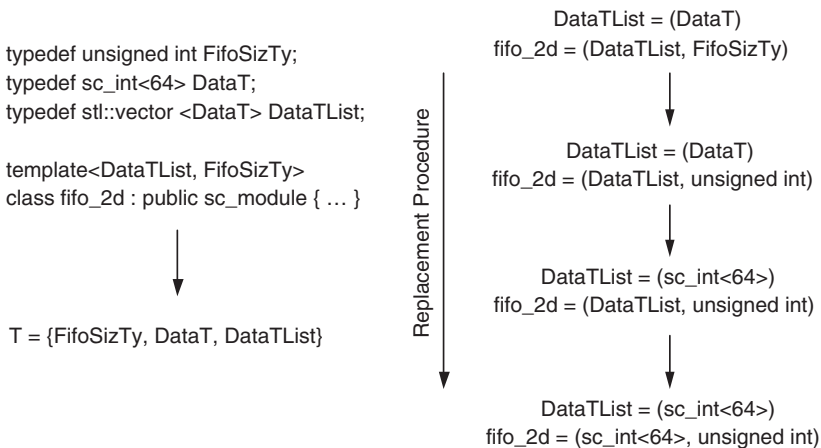 typedef unsigned int FifoSizTy;
typedef sc_int<64> DataT;
typedef stl::vector <DataT> DataTList;
template<DataTList, FifoSizTy>
class fifo_2d : public sc_module { … }
T = {FifoSizTy, DataT, DataTList}
Replacement Procedure
DataTList = (DataT)
fifo_2d = (DataTList, FifoSizTy)
DataTList = (DataT)
fifo_2d = (DataTList, unsigned int)
DataTList = (sc_int<64>)
fifo_2d = (DataTList, unsigned int)
DataTList = (sc_int<64>)
fifo_2d = (sc_int<64>, unsigned int)